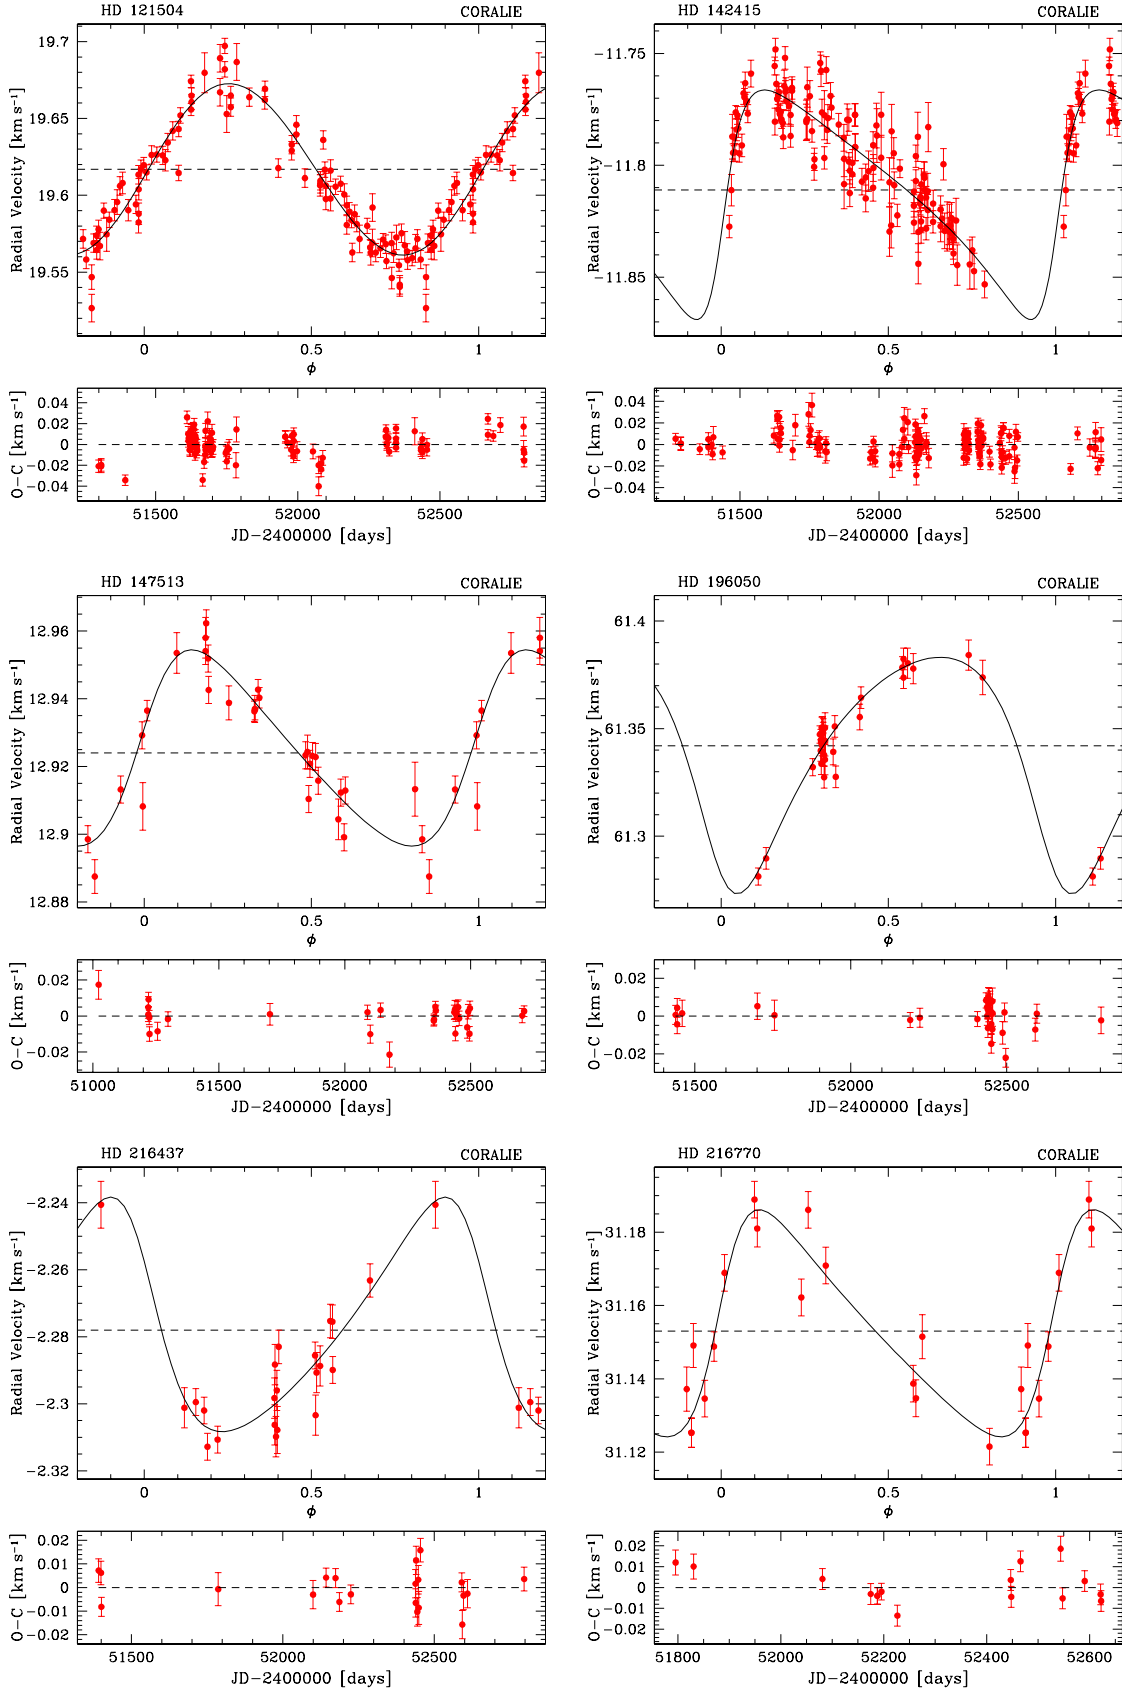 HD 121504 CORALIE
Radial Velocity [km s⁻¹]
19.7
19.65
19.6
19.55
0 0.5 1
ϕ
O−C [km s⁻¹]
0.04
0.02
0
−0.02
−0.04
51500 52000 52500
JD−2400000 [days]
HD 142415 CORALIE
Radial Velocity [km s⁻¹]
−11.75
−11.8
−11.85
0 0.5 1
ϕ
O−C [km s⁻¹]
0.04
0.02
0
−0.02
−0.04
51500 52000 52500
JD−2400000 [days]
HD 147513 CORALIE
Radial Velocity [km s⁻¹]
12.96
12.94
12.92
12.9
12.88
0 0.5 1
ϕ
O−C [km s⁻¹]
0.02
0
−0.02
51000 51500 52000 52500
JD−2400000 [days]
HD 196050 CORALIE
Radial Velocity [km s⁻¹]
61.4
61.35
61.3
0 0.5 1
ϕ
O−C [km s⁻¹]
0.02
0
−0.02
51500 52000 52500
JD−2400000 [days]
HD 216437 CORALIE
Radial Velocity [km s⁻¹]
−2.24
−2.26
−2.28
−2.3
−2.32
0 0.5 1
ϕ
O−C [km s⁻¹]
0.02
0.01
0
−0.01
−0.02
51500 52000 52500
JD−2400000 [days]
HD 216770 CORALIE
Radial Velocity [km s⁻¹]
31.18
31.16
31.14
31.12
0 0.5 1
ϕ
O−C [km s⁻¹]
0.02
0.01
0
−0.01
−0.02
51800 52000 52200 52400 52600
JD−2400000 [days]